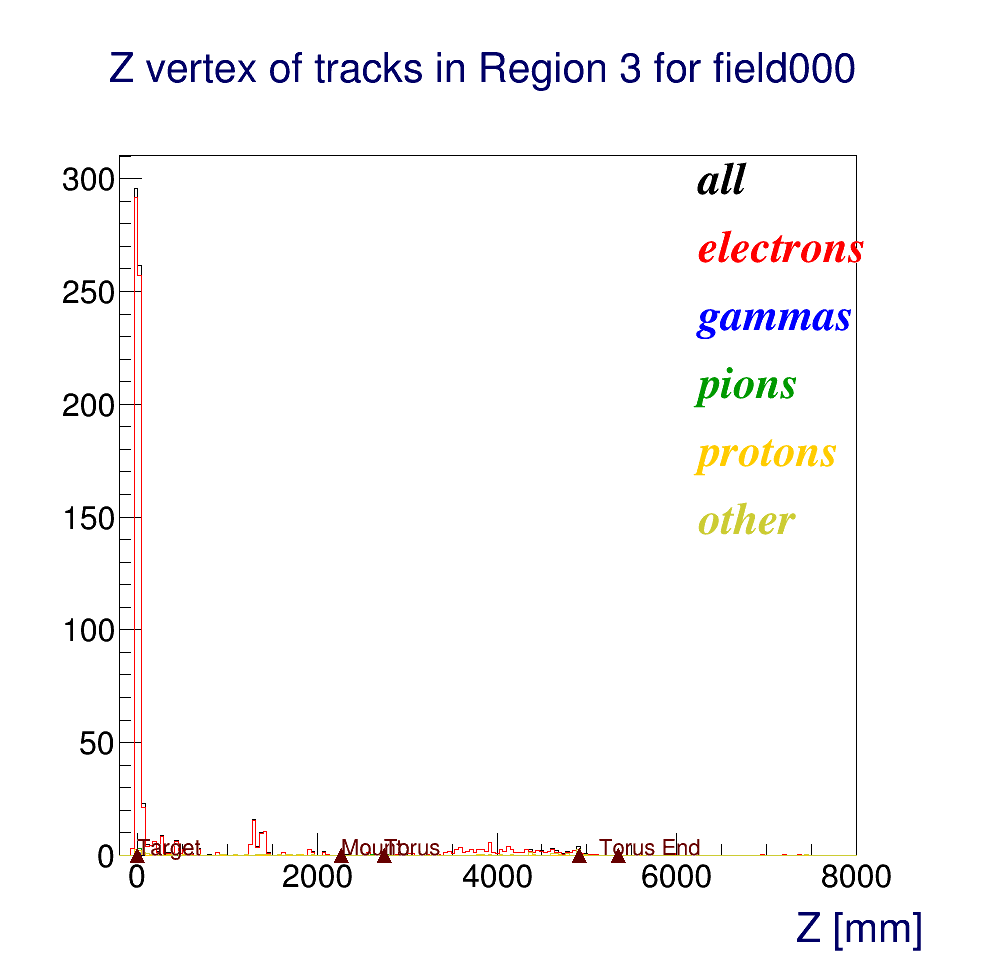 Z vertex of tracks in Region 3 for field000
300
250
200
150
100
50
0
all
electrons
gammas
pions
protons
other
Target
Mount
Torus
Torus End
0 2000 4000 6000 8000
Z [mm]